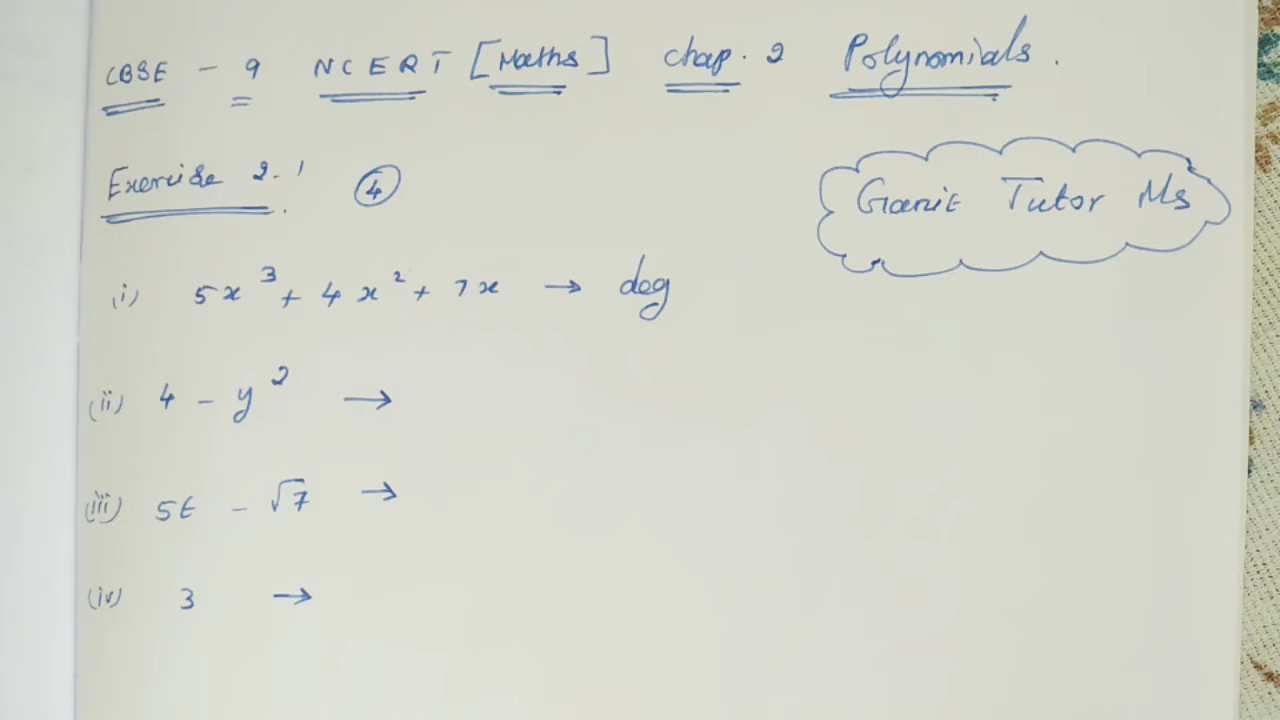 CBSE - 9 NCERT [Maths] chap. 2 Polynomials.
Exercise 2.1 ④
Ganit Tutor Ms
(i) 5x³ + 4x² + 7x → deg
(ii) 4 - y² →
(iii) 5t - √7 →
(iv) 3 →